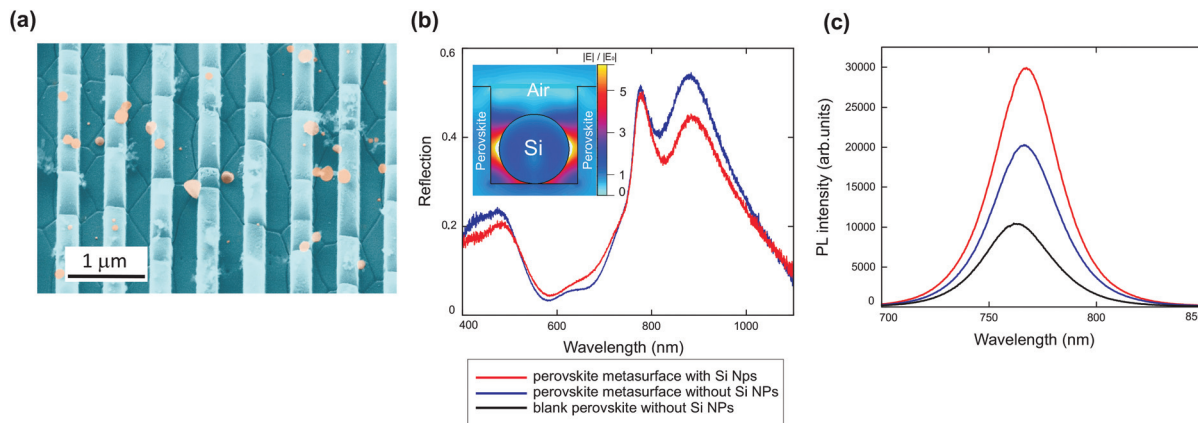 (a)
1 μm
(b)
Reflection
0,6
0,4
0,2
0
400
600
800
1000
Wavelength (nm)
|E| / |E₀|
5
3
1
0
Air
Perovskite
Si
Perovskite
perovskite metasurface with Si Nps
perovskite metasurface without Si NPs
blank perovskite without Si NPs
(c)
PL intensity (arb.units)
30000
25000
20000
15000
10000
5000
0
700
750
800
850
Wavelength (nm)